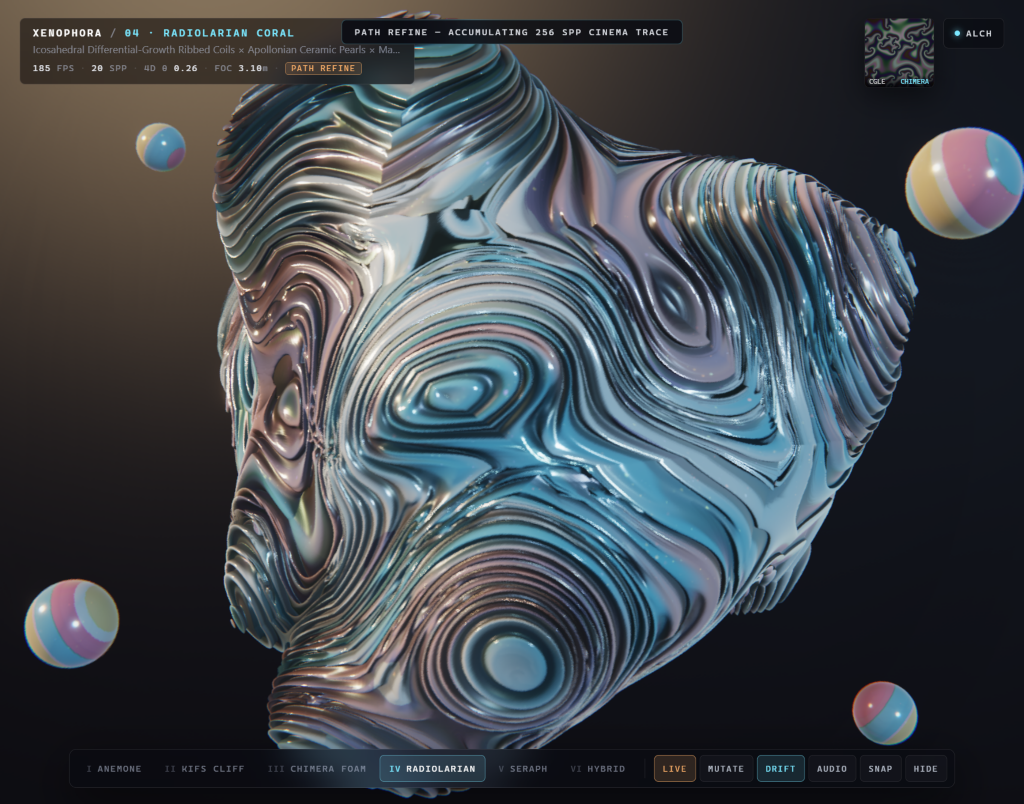 XENOPHORA / 04 · RADIOLARIAN CORAL
PATH REFINE — ACCUMULATING 256 SPP CINEMA TRACE
Icosahedral Differential-Growth Ribbed Coils × Apollonian Ceramic Pearls × Ma...
185 FPS · 20 SPP · 4D θ 0.26 · FOC 3.10m · PATH REFINE
CGLE CHIMERA
ALCH
I ANEMONE II KIFS CLIFF III CHIMERA FOAM IV RADIOLARIAN V SERAPH VI HYBRID LIVE MUTATE DRIFT AUDIO SNAP HIDE